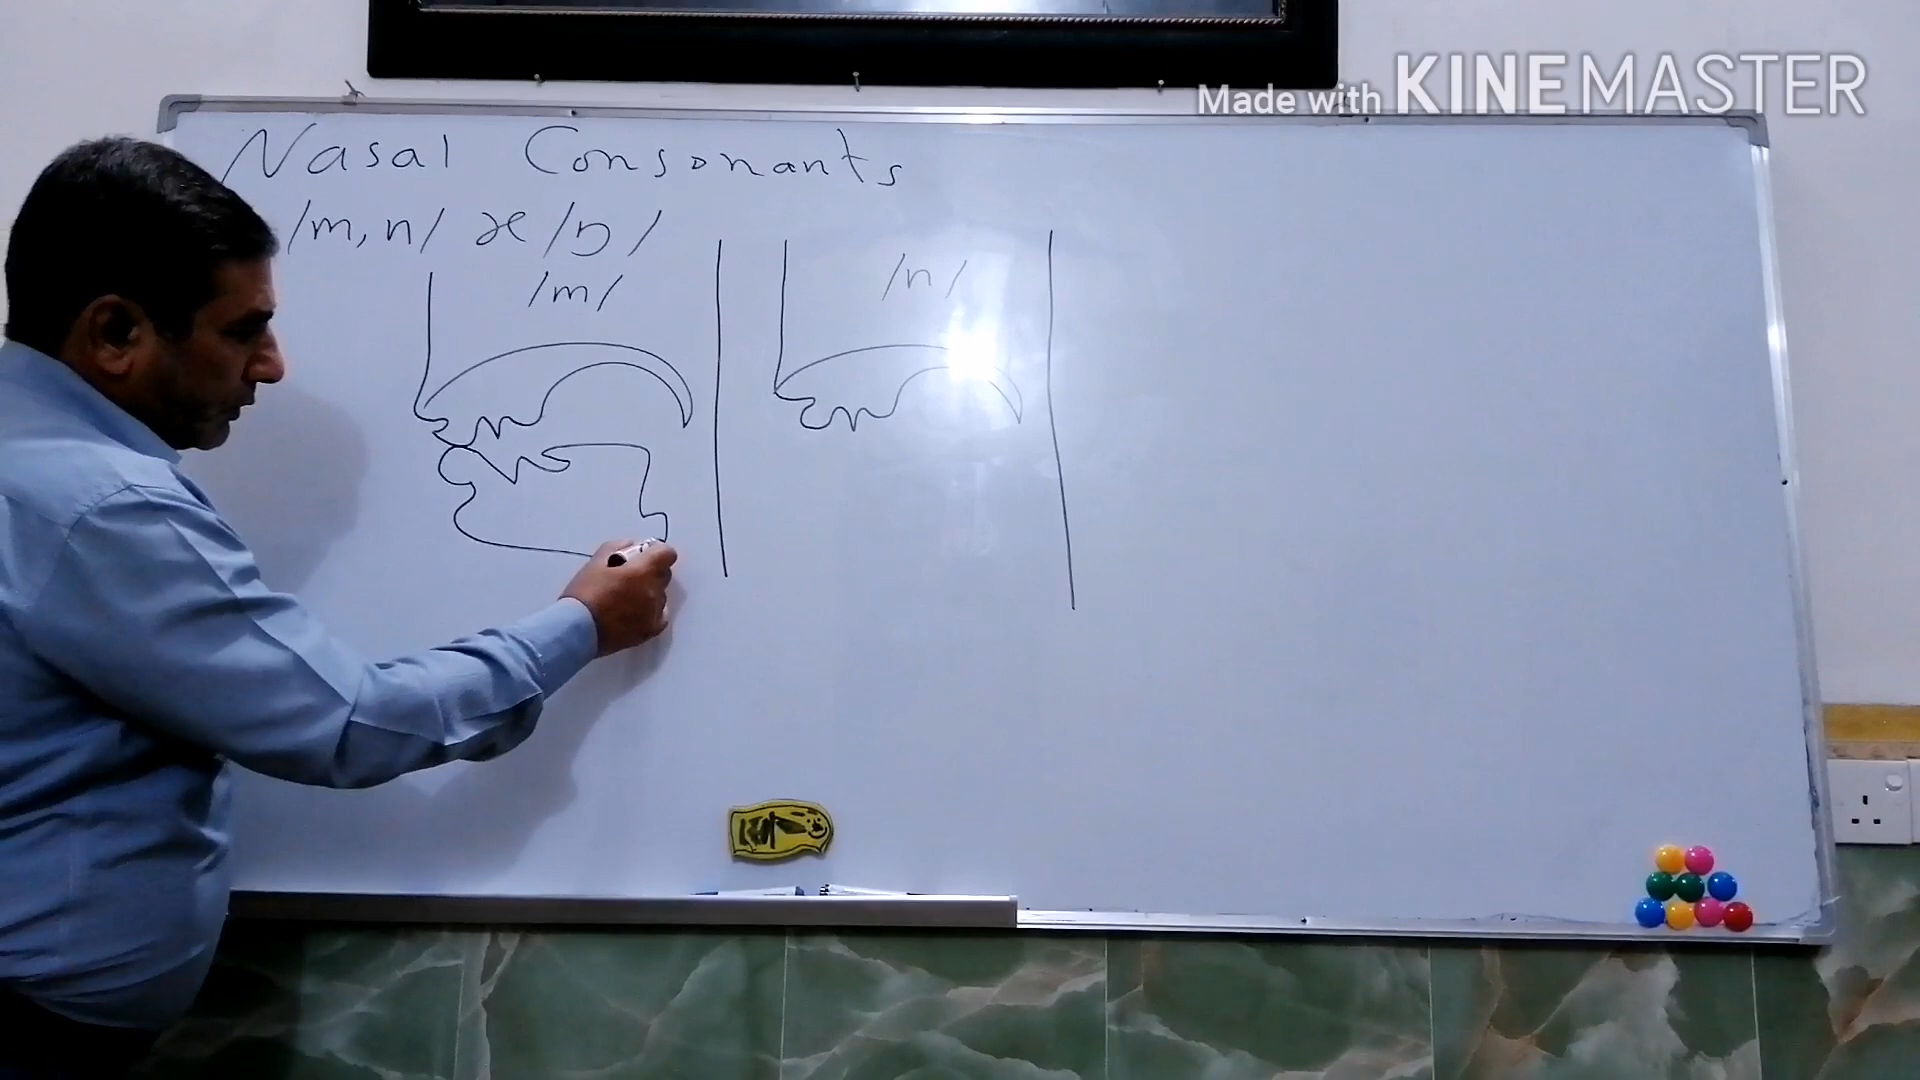 Made with KINEMASTER
Nasal Consonants
/m, n/ & /ŋ/
/m/
/n/